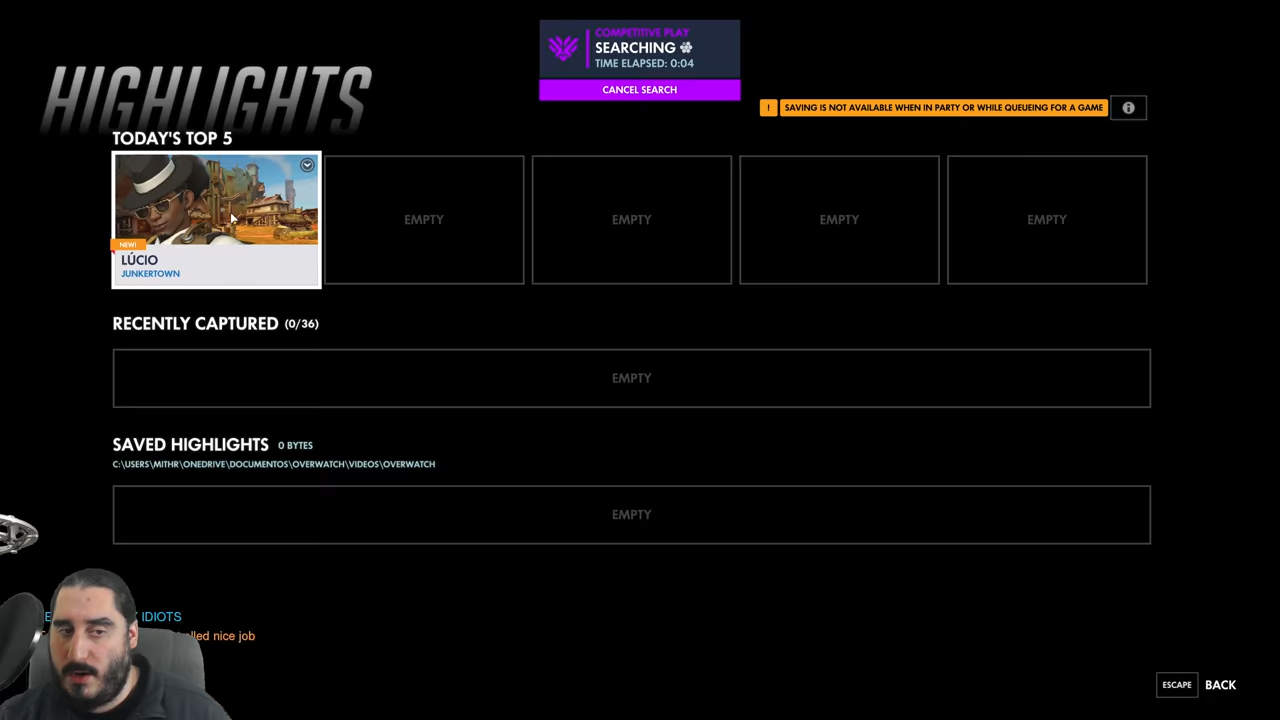 COMPETITIVE PLAY
SEARCHING
TIME ELAPSED: 0:04
CANCEL SEARCH
HIGHLIGHTS
! SAVING IS NOT AVAILABLE WHEN IN PARTY OR WHILE QUEUEING FOR A GAME
TODAY'S TOP 5
EMPTY
EMPTY
EMPTY
EMPTY
NEW!
LÚCIO
JUNKERTOWN
RECENTLY CAPTURED (0/36)
EMPTY
SAVED HIGHLIGHTS 0 BYTES
C:\USERS\MITHR\ONEDRIVE\DOCUMENTOS\OVERWATCH\VIDEOS\OVERWATCH
EMPTY
IDIOTS
nice job
ESCAPE BACK